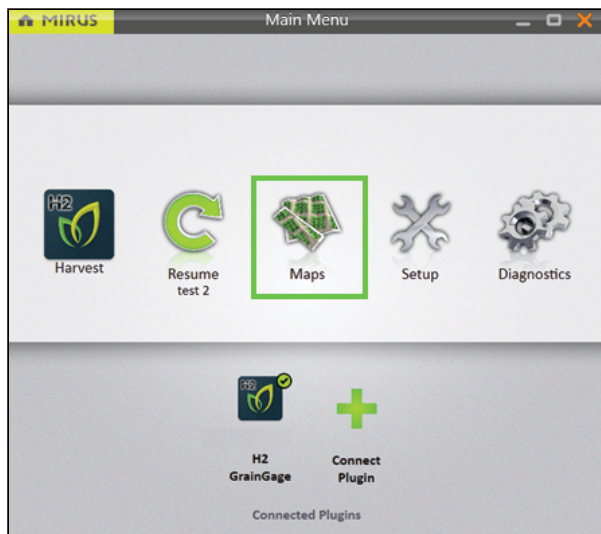 MIRUS
Main Menu
H2
Harvest
Resume
test 2
Maps
Setup
Diagnostics
H2
H2
GrainGage
Connect
Plugin
Connected Plugins